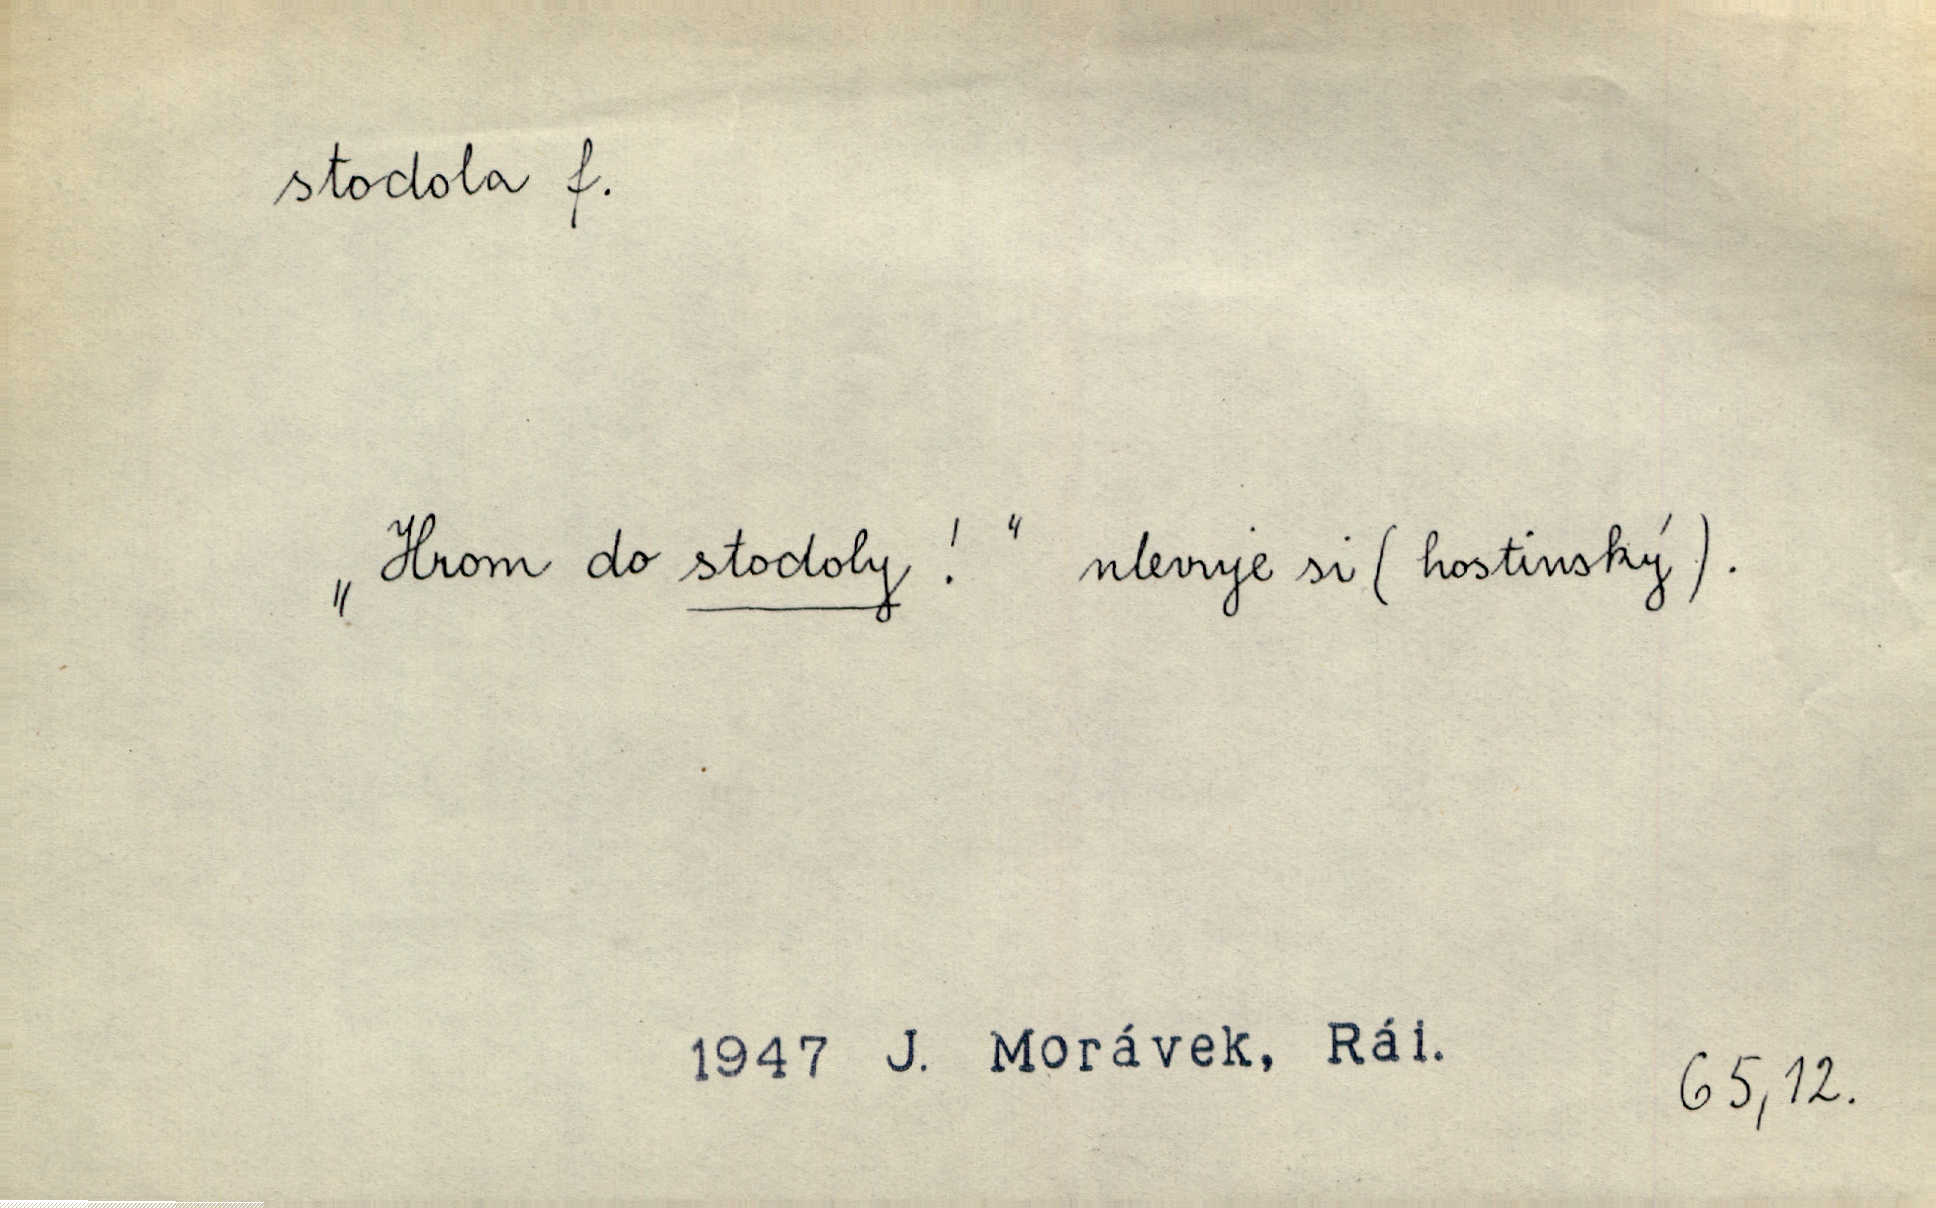 stodola f.
„Hrom do stodoly!“ ulevuje si (hostinský).
1947 J. Morávek, Rái.
65,12.